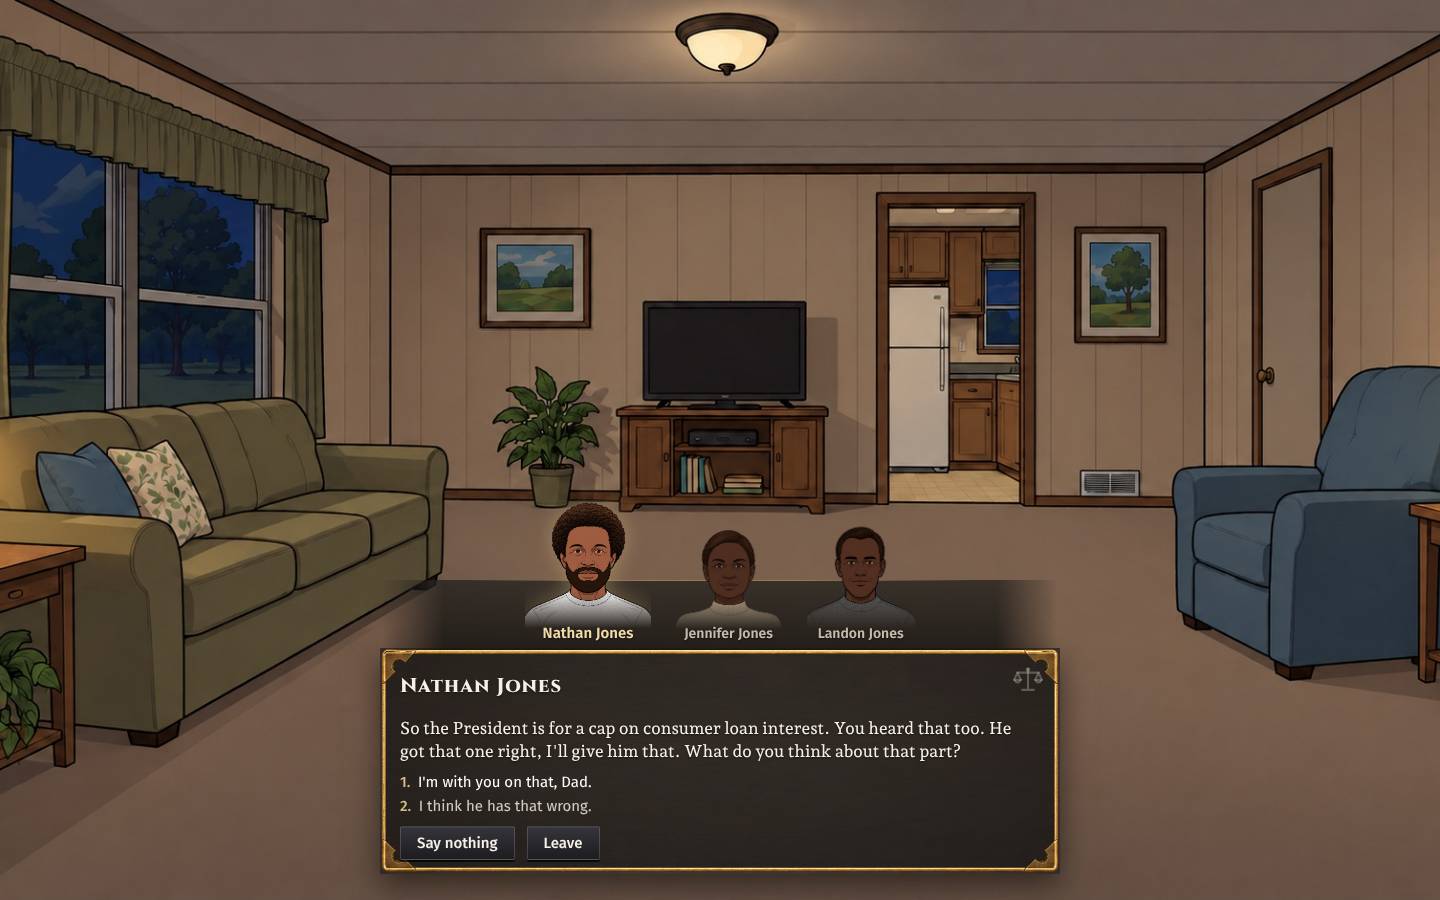 Nathan Jones
Jennifer Jones
Landon Jones
Nathan Jones
So the President is for a cap on consumer loan interest. You heard that too. He
got that one right, I'll give him that. What do you think about that part?
1. I'm with you on that, Dad.
2. I think he has that wrong.
Say nothing
Leave